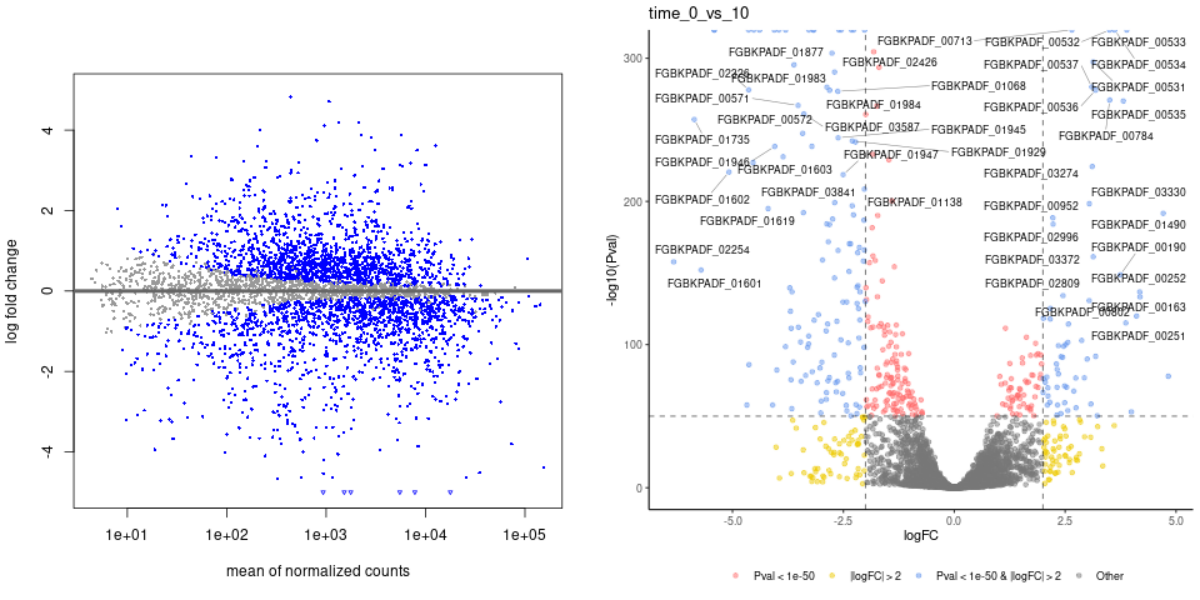 time_0_vs_10
FGBKPADF_00713
FGBKPADF_00532
FGBKPADF_00533
FGBKPADF_01877
FGBKPADF_02426
FGBKPADF_00537
FGBKPADF_00534
FGBKPADF_01983
FGBKPADF_01068
FGBKPADF_00531
FGBKPADF_00571
FGBKPADF_01984
FGBKPADF_00536
FGBKPADF_00535
FGBKPADF_00572
FGBKPADF_03587
FGBKPADF_01945
FGBKPADF_00784
FGBKPADF_01735
FGBKPADF_01929
FGBKPADF_01946
FGBKPADF_01603
FGBKPADF_01947
FGBKPADF_03274
FGBKPADF_01602
FGBKPADF_03841
FGBKPADF_01138
FGBKPADF_00952
FGBKPADF_03330
FGBKPADF_01619
FGBKPADF_01490
FGBKPADF_02996
FGBKPADF_00190
FGBKPADF_02254
FGBKPADF_03372
FGBKPADF_01601
FGBKPADF_02809
FGBKPADF_00252
FGBKPADF_00163
FGBKPADF_00251
300
200
100
0
-log10(Pval)
-5.0
-2.5
0.0
2.5
5.0
logFC
Pval < 1e-50
|logFC| > 2
Pval < 1e-50 & |logFC| > 2
Other
4
2
0
-2
-4
log fold change
1e+01
1e+02
1e+03
1e+04
1e+05
mean of normalized counts